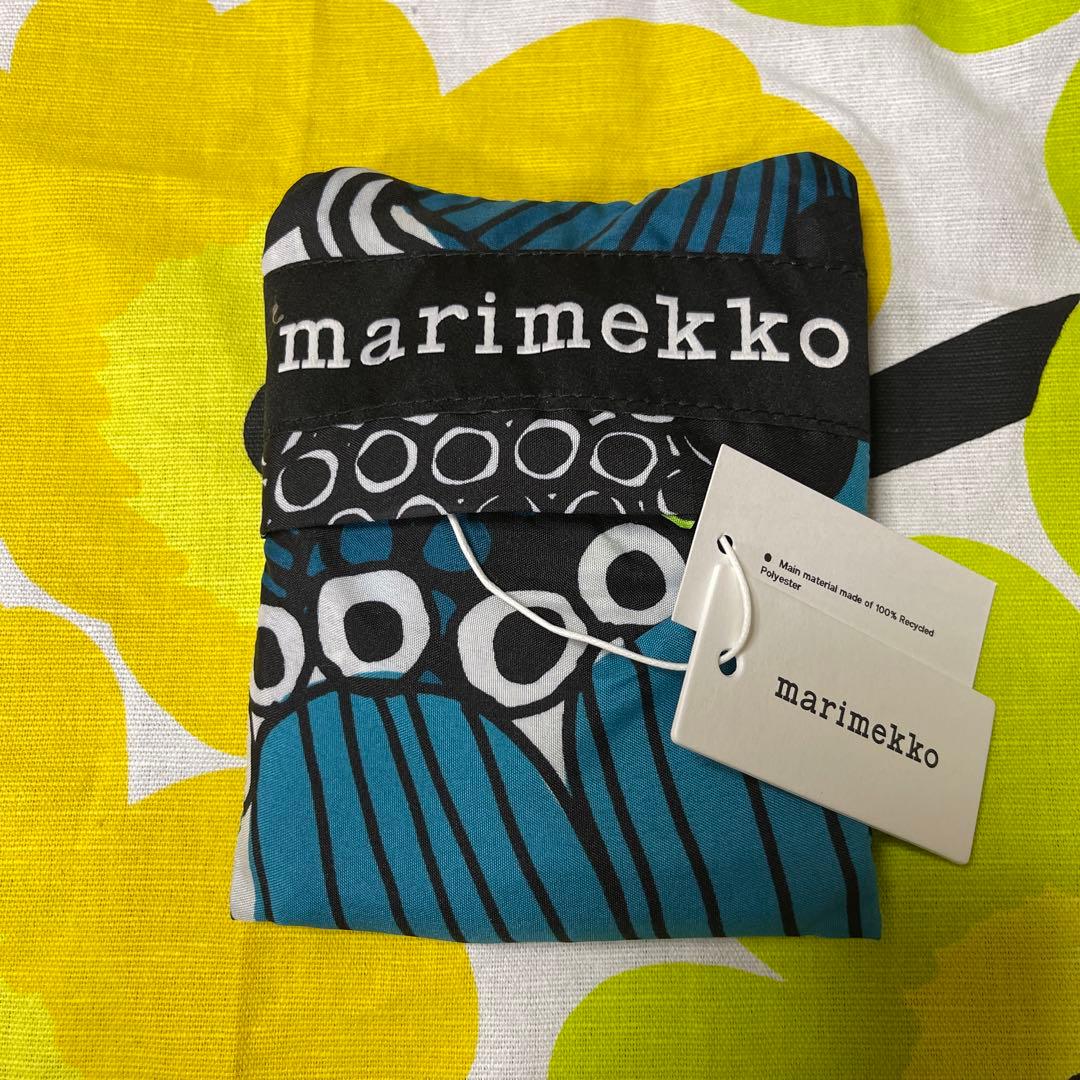 marimekko
● Main material made of 100% Recycled
Polyester
marimekko